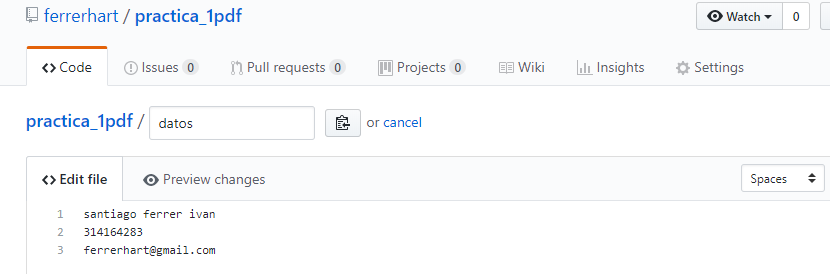 ferrerhart / practica_1pdf Watch 0
Code Issues 0 Pull requests 0 Projects 0 Wiki Insights Settings
practica_1pdf / datos or cancel
Edit file Preview changes Spaces
1 santiago ferrer ivan
2 314164283
3 ferrerhart@gmail.com